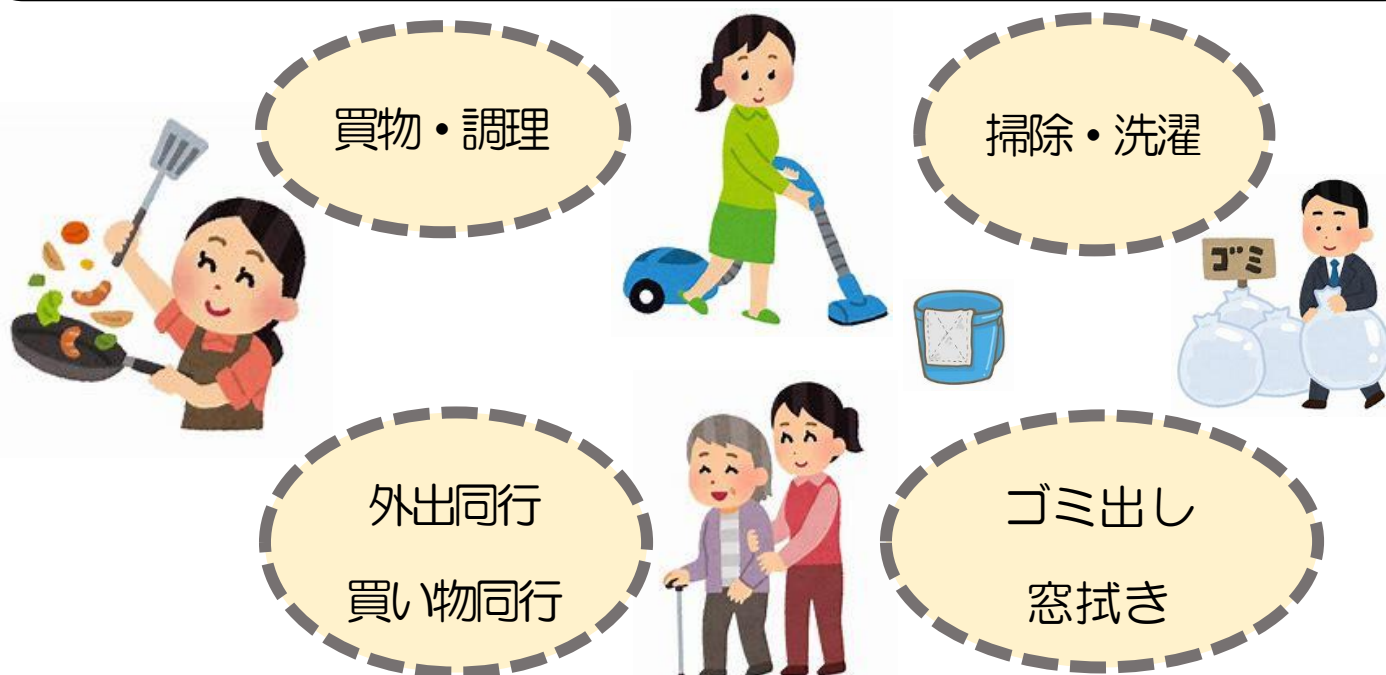 買物・調理
掃除・洗濯
ゴミ
外出同行
買い物同行
ゴミ出し
窓拭き